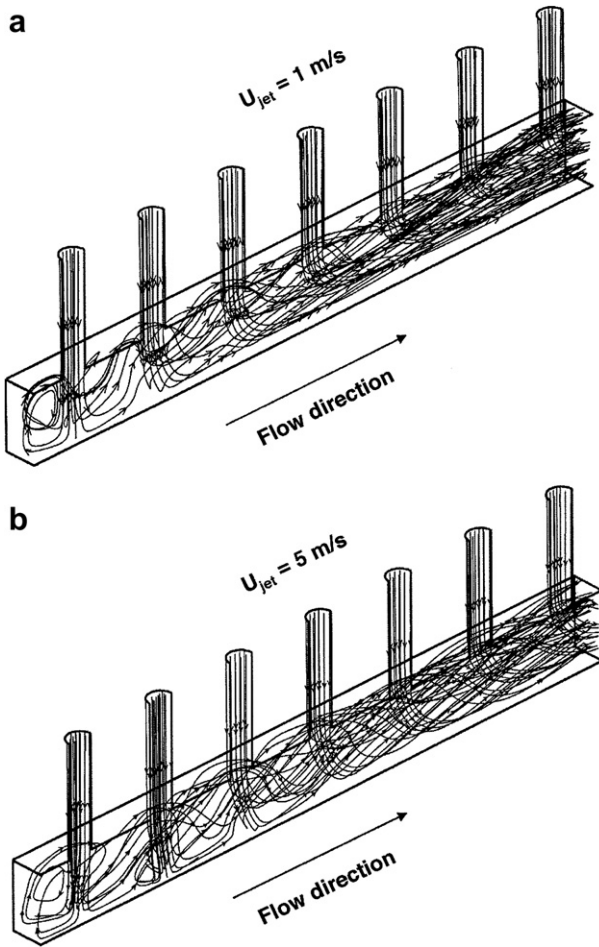 a
U_jet = 1 m/s
Flow direction
b
U_jet = 5 m/s
Flow direction